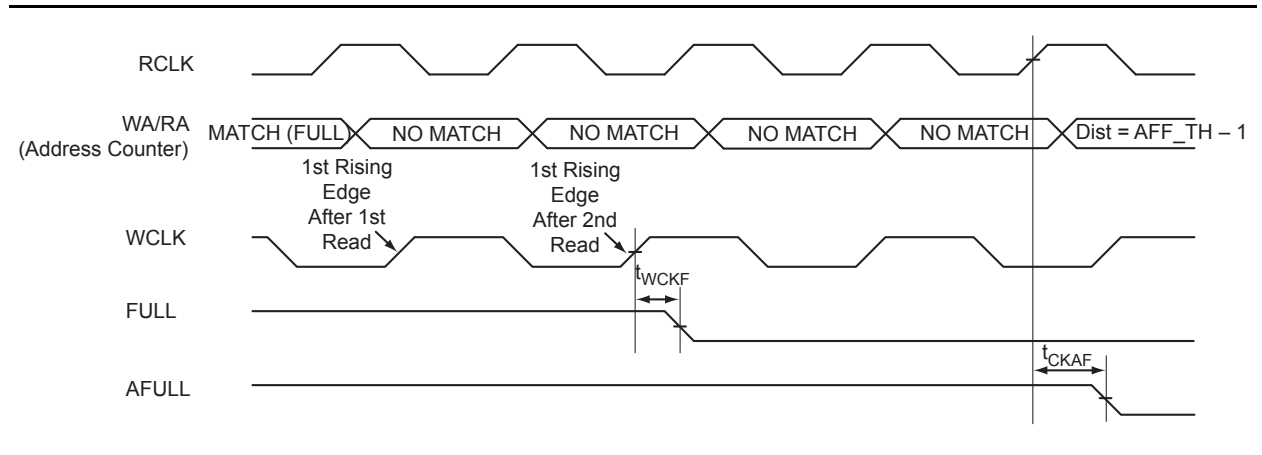 RCLK
WA/RA
(Address Counter)
MATCH (FULL)
NO MATCH
NO MATCH
NO MATCH
NO MATCH
Dist = AFF_TH – 1
1st Rising
Edge
After 1st
Read
1st Rising
Edge
After 2nd
Read
WCLK
tWCKF
FULL
tCKAF
AFULL